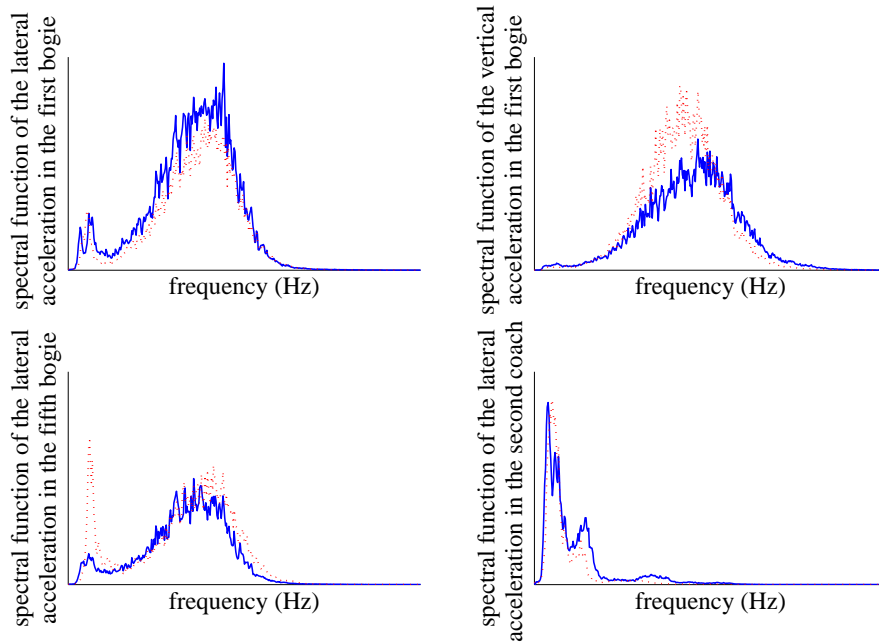 spectral function of the lateral
acceleration in the first bogie
frequency (Hz)
spectral function of the vertical
acceleration in the first bogie
frequency (Hz)
spectral function of the lateral
acceleration in the fifth bogie
frequency (Hz)
spectral function of the lateral
acceleration in the second coach
frequency (Hz)